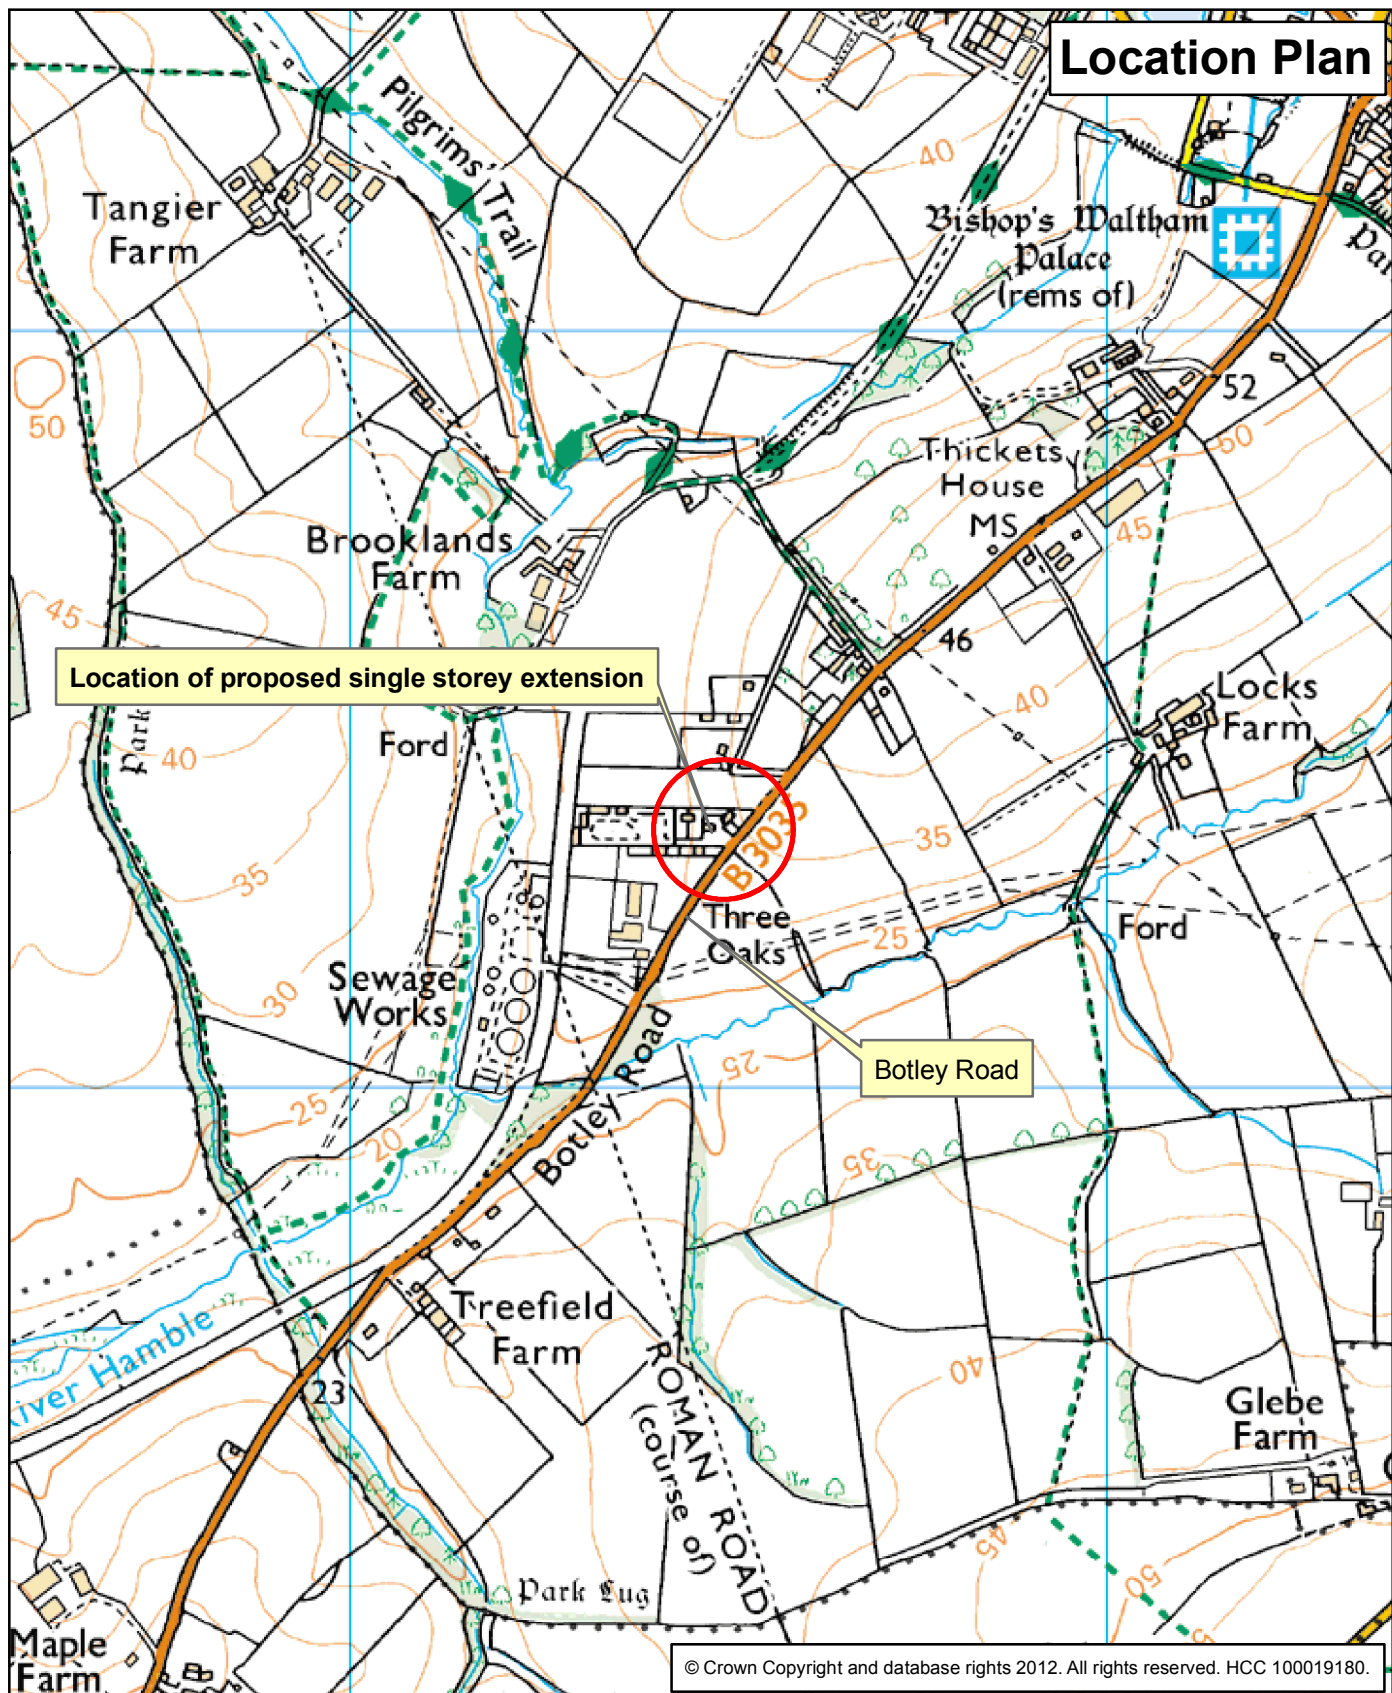 Location Plan
Pilgrims' Trail
40
Tangier
Farm
Bishop's Waltham
Palace
(rems of)
50
52
50
Thickets
House
MS
45
Brooklands
Farm
45
46
Location of proposed single storey extension
Locks
Farm
40
Park
Ford
40
35
B 3035
35
Three
Oaks
25
Ford
Sewage
Works
30
Botley Road
Botley Road
25
25
20
35
Treefield
Farm
River Hamble
23
ROMAN ROAD
(course of)
40
Glebe
Farm
45
50
Park Lug
Maple
Farm
© Crown Copyright and database rights 2012. All rights reserved. HCC 100019180.